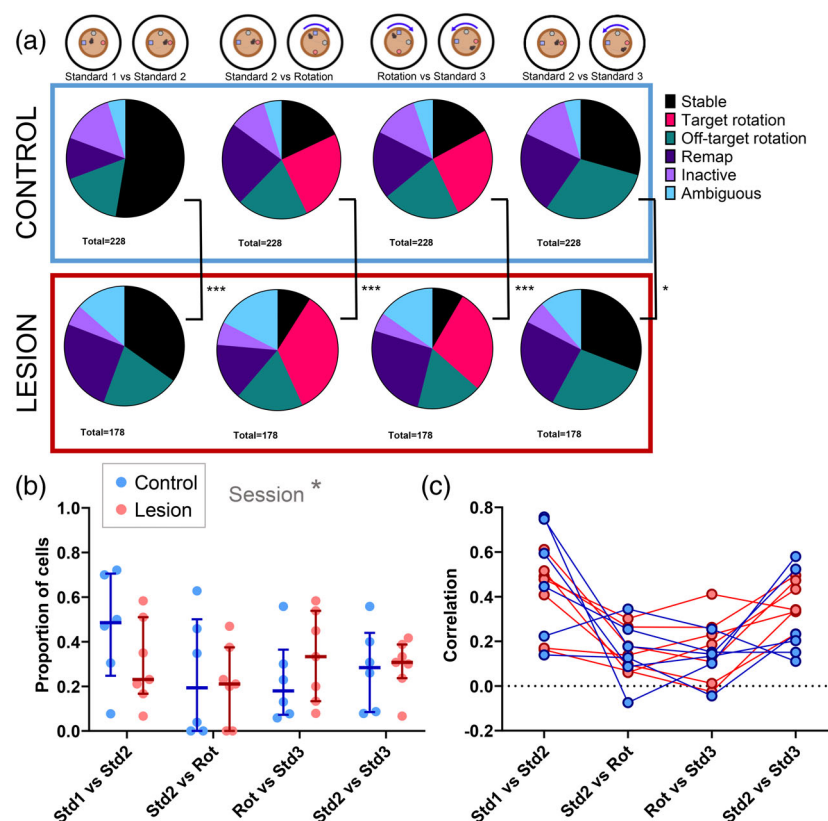 (a)
Standard 1 vs Standard 2
Standard 2 vs Rotation
Rotation vs Standard 3
Standard 2 vs Standard 3
CONTROL
Total=228
Total=228
Total=228
Total=228
Stable
Target rotation
Off-target rotation
Remap
Inactive
Ambiguous
***
***
***
*
LESION
Total=178
Total=178
Total=178
Total=178
(b)
Control
Lesion
Session *
Proportion of cells
1.0
0.8
0.6
0.4
0.2
0.0
Std1 vs Std2
Std2 vs Rot
Rot vs Std3
Std2 vs Std3
(c)
Correlation
0.8
0.6
0.4
0.2
0.0
-0.2
Std1 vs Std2
Std2 vs Rot
Rot vs Std3
Std2 vs Std3